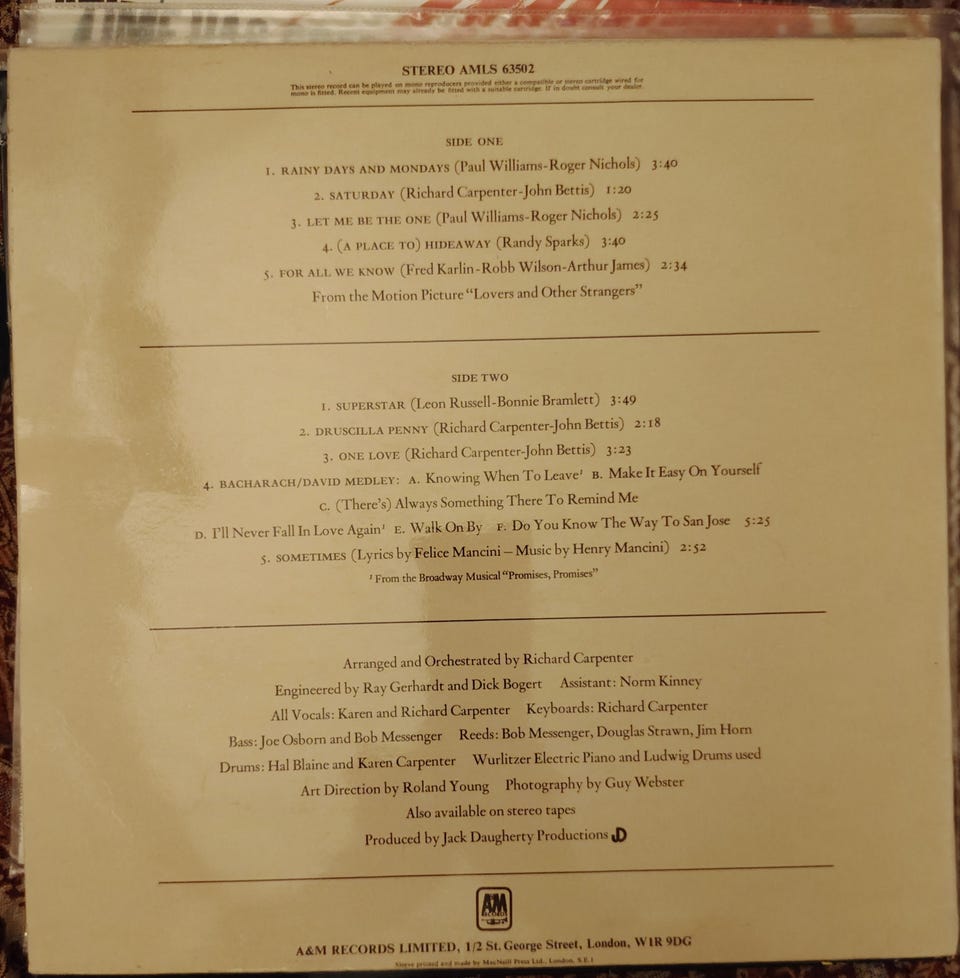 STEREO AMLS 63502
This stereo record can be played on mono reproducers provided either a compatible or stereo cartridge wired for
mono is fitted. Recent equipment may already be fitted with a suitable cartridge. If in doubt consult your dealer.
SIDE ONE
1. RAINY DAYS AND MONDAYS (Paul Williams-Roger Nichols) 3:40
2. SATURDAY (Richard Carpenter-John Bettis) 1:20
3. LET ME BE THE ONE (Paul Williams-Roger Nichols) 2:25
4. (A PLACE TO) HIDEAWAY (Randy Sparks) 3:40
5. FOR ALL WE KNOW (Fred Karlin-Robb Wilson-Arthur James) 2:34
From the Motion Picture "Lovers and Other Strangers"
SIDE TWO
1. SUPERSTAR (Leon Russell-Bonnie Bramlett) 3:49
2. DRUSCILLA PENNY (Richard Carpenter-John Bettis) 2:18
3. ONE LOVE (Richard Carpenter-John Bettis) 3:23
4. BACHARACH/DAVID MEDLEY: A. Knowing When To Leave¹ B. Make It Easy On Yourself
C. (There's) Always Something There To Remind Me
D. I'll Never Fall In Love Again¹ E. Walk On By F. Do You Know The Way To San Jose 5:25
5. SOMETIMES (Lyrics by Felice Mancini – Music by Henry Mancini) 2:52
¹ From the Broadway Musical "Promises, Promises"
Arranged and Orchestrated by Richard Carpenter
Engineered by Ray Gerhardt and Dick Bogert Assistant: Norm Kinney
All Vocals: Karen and Richard Carpenter Keyboards: Richard Carpenter
Bass: Joe Osborn and Bob Messenger Reeds: Bob Messenger, Douglas Strawn, Jim Horn
Drums: Hal Blaine and Karen Carpenter Wurlitzer Electric Piano and Ludwig Drums used
Art Direction by Roland Young Photography by Guy Webster
Also available on stereo tapes
Produced by Jack Daugherty Productions JD
AM
RECORDS
A&M RECORDS LIMITED, 1/2 St. George Street, London, W1R 9DG
Sleeve printed and made by MacNeill Press Ltd., London, S.E.1